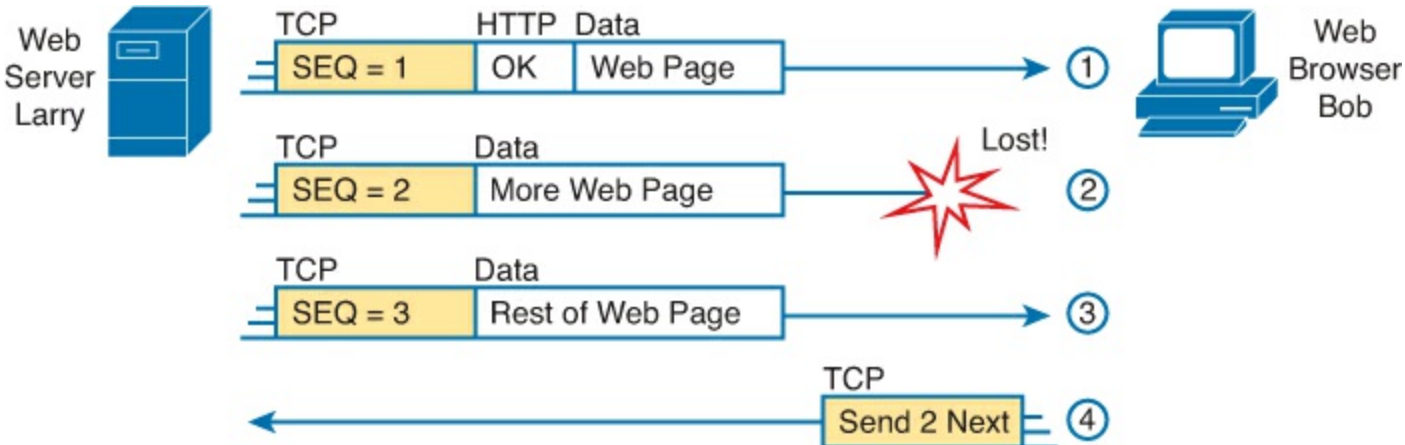 Web
Server
Larry
TCP HTTP Data
SEQ = 1 OK Web Page
1
Web
Browser
Bob
Lost!
TCP Data
SEQ = 2 More Web Page
2
TCP Data
SEQ = 3 Rest of Web Page
3
TCP
Send 2 Next
4